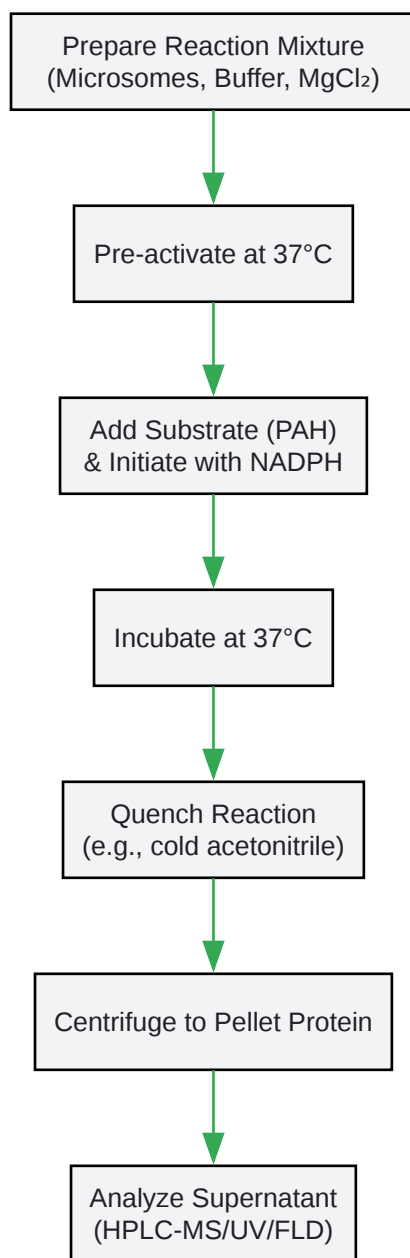 Prepare Reaction Mixture
(Microsomes, Buffer, MgCl₂)
Pre-activate at 37°C
Add Substrate (PAH)
& Initiate with NADPH
Incubate at 37°C
Quench Reaction
(e.g., cold acetonitrile)
Centrifuge to Pellet Protein
Analyze Supernatant
(HPLC-MS/UV/FLD)